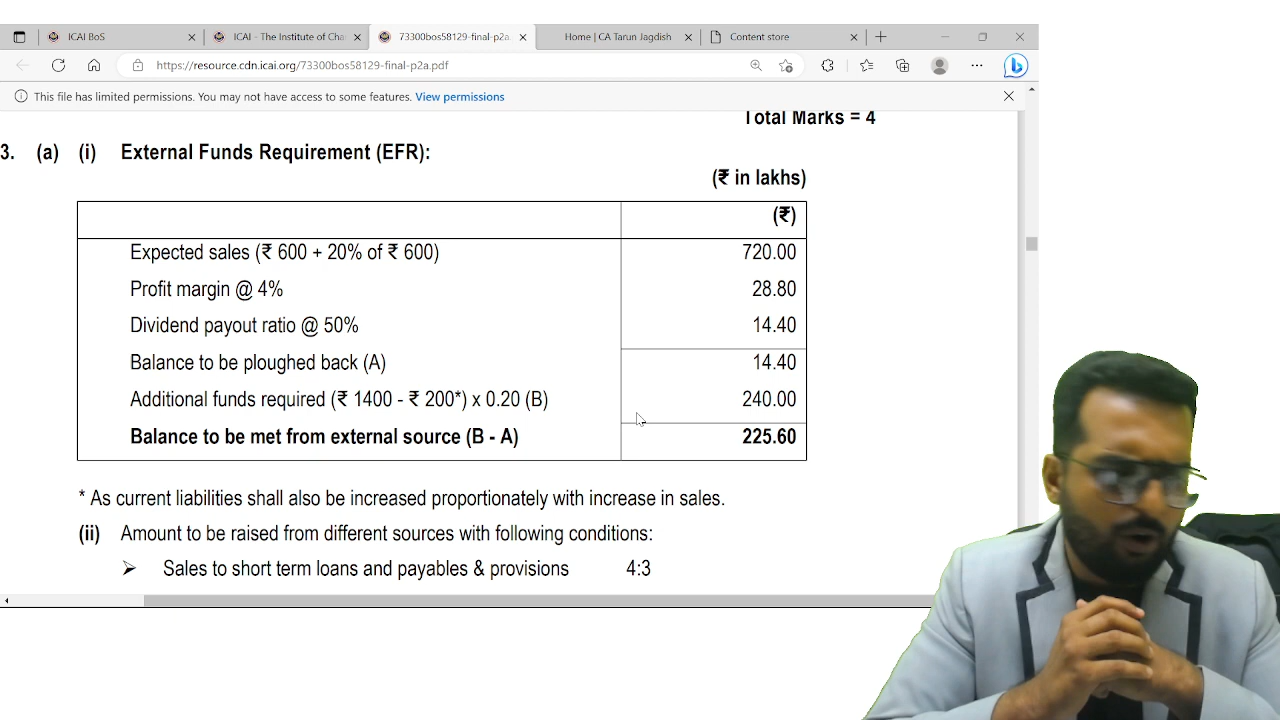 ICAI BoS
ICAI - The Institute of Cha
73300bos58129-final-p2a.
Home | CA Tarun Jagdish
Content store
https://resource.cdn.icai.org/73300bos58129-final-p2a.pdf
This file has limited permissions. You may not have access to some features. View permissions
Total Marks = 4
3. (a) (i) External Funds Requirement (EFR):
(₹ in lakhs)
(₹)
Expected sales (₹ 600 + 20% of ₹ 600) 720.00
Profit margin @ 4% 28.80
Dividend payout ratio @ 50% 14.40
Balance to be ploughed back (A) 14.40
Additional funds required (₹ 1400 - ₹ 200*) x 0.20 (B) 240.00
Balance to be met from external source (B - A) 225.60
* As current liabilities shall also be increased proportionately with increase in sales.
(ii) Amount to be raised from different sources with following conditions:
Sales to short term loans and payables & provisions 4:3